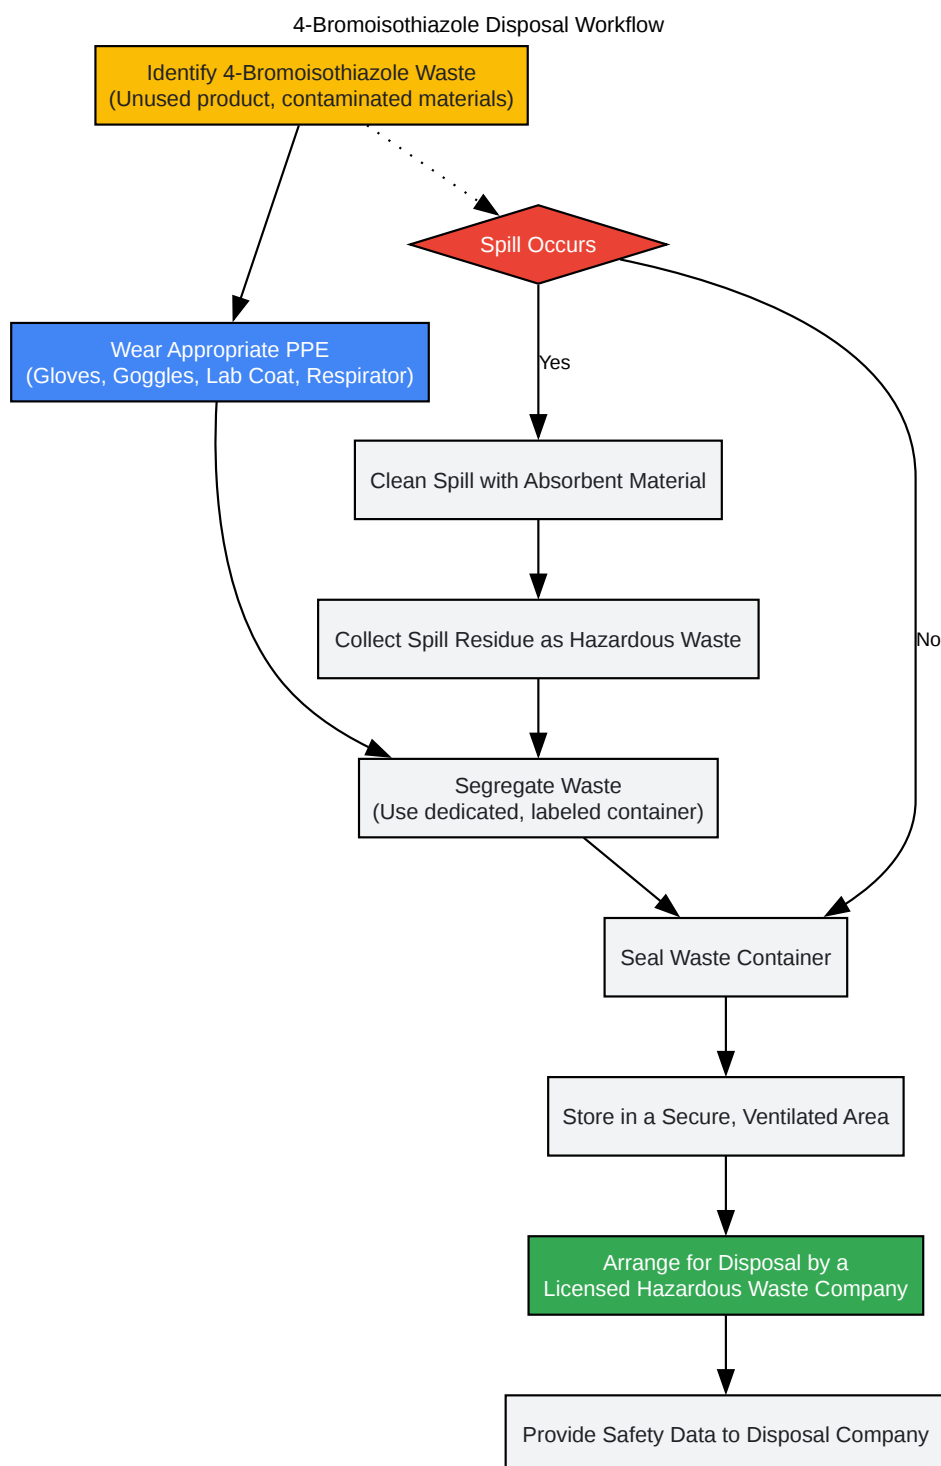 4-Bromoisothiazole Disposal Workflow
Identify 4-Bromoisothiazole Waste
(Unused product, contaminated materials)
Spill Occurs
Wear Appropriate PPE
(Gloves, Goggles, Lab Coat, Respirator)
Yes
Clean Spill with Absorbent Material
Collect Spill Residue as Hazardous Waste
No
Segregate Waste
(Use dedicated, labeled container)
Seal Waste Container
Store in a Secure, Ventilated Area
Arrange for Disposal by a
Licensed Hazardous Waste Company
Provide Safety Data to Disposal Company